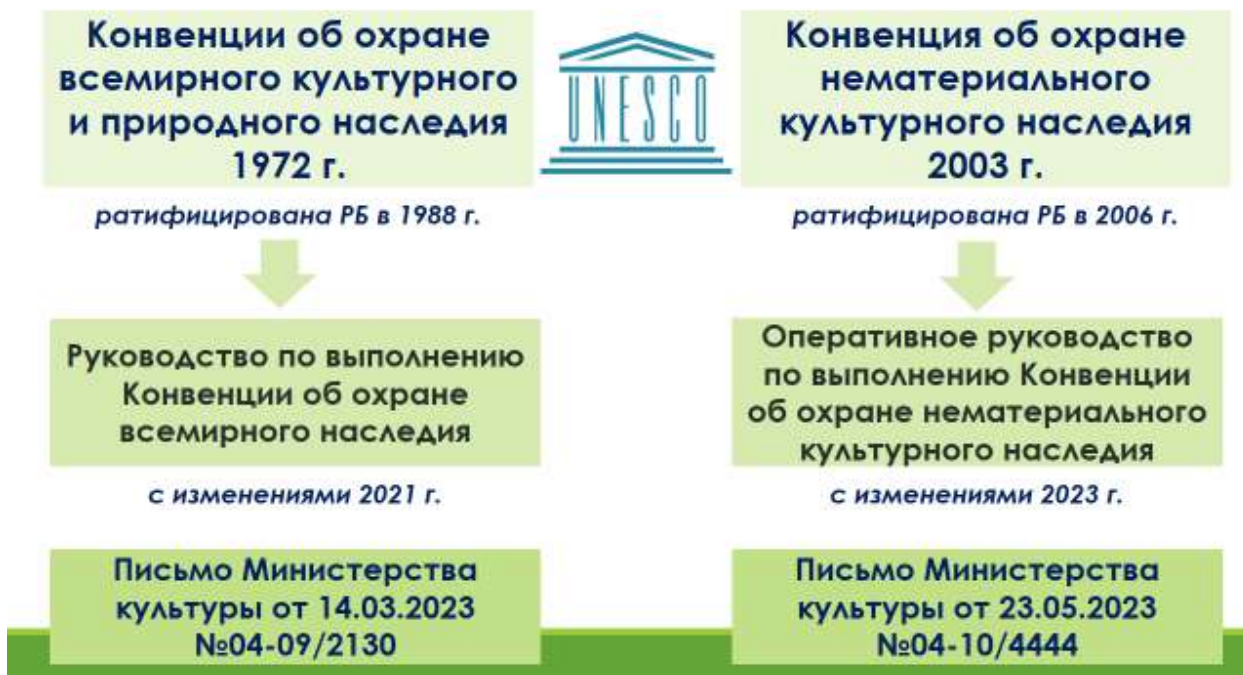 Конвенции об охране
всемирного культурного
и природного наследия
1972 г.
ратифицирована РБ в 1988 г.
Руководство по выполнению
Конвенции об охране
всемирного наследия
с изменениями 2021 г.
Письмо Министерства
культуры от 14.03.2023
№04-09/2130
UNESCO
Конвенция об охране
нематериального
культурного наследия
2003 г.
ратифицирована РБ в 2006 г.
Оперативное руководство
по выполнению Конвенции
об охране нематериального
культурного наследия
с изменениями 2023 г.
Письмо Министерства
культуры от 23.05.2023
№04-10/4444